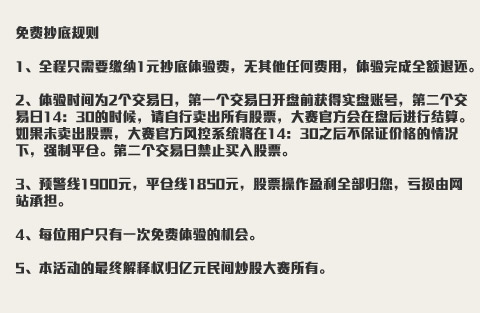 免费抄底规则
1、全程只需要缴纳1元抄底体验费，无其他任何费用，体验完成全额退还。
2、体验时间为2个交易日，第一个交易日开盘前获得实盘账号，第二个交
易日14：30的时候，请自行卖出所有股票，大赛官方会在盘后进行结算。
如果未卖出股票，大赛官方风控系统将在14：30之后不保证价格的情况
下，强制平仓。第二个交易日禁止买入股票。
3、预警线1900元，平仓线1850元，股票操作盈利全部归您，亏损由网
站承担。
4、每位用户只有一次免费体验的机会。
5、本活动的最终解释权归亿元民间炒股大赛所有。